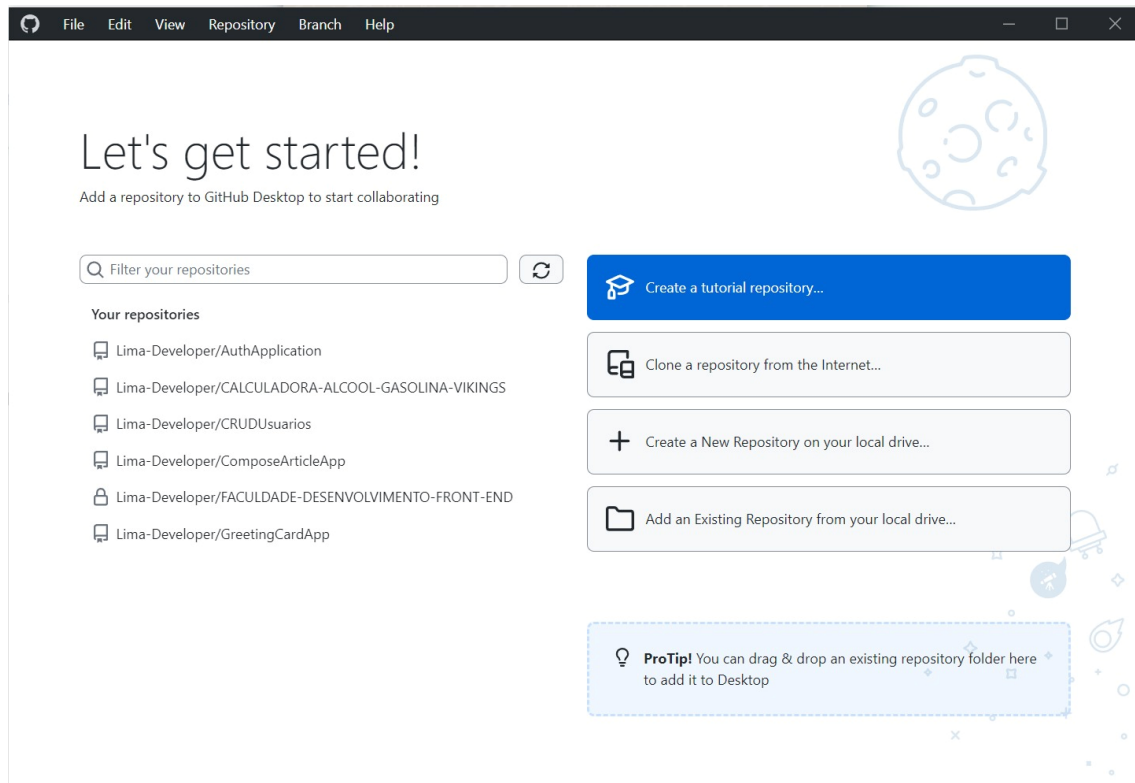 File Edit View Repository Branch Help
Let's get started!
Add a repository to GitHub Desktop to start collaborating
Filter your repositories
Your repositories
Lima-Developer/AuthApplication
Lima-Developer/CALCULADORA-ALCOOL-GASOLINA-VIKINGS
Lima-Developer/CRUDUsuarios
Lima-Developer/ComposeArticleApp
Lima-Developer/FACULDADE-DESENVOLVIMENTO-FRONT-END
Lima-Developer/GreetingCardApp
Create a tutorial repository...
Clone a repository from the Internet...
Create a New Repository on your local drive...
Add an Existing Repository from your local drive...
ProTip! You can drag & drop an existing repository folder here
to add it to Desktop